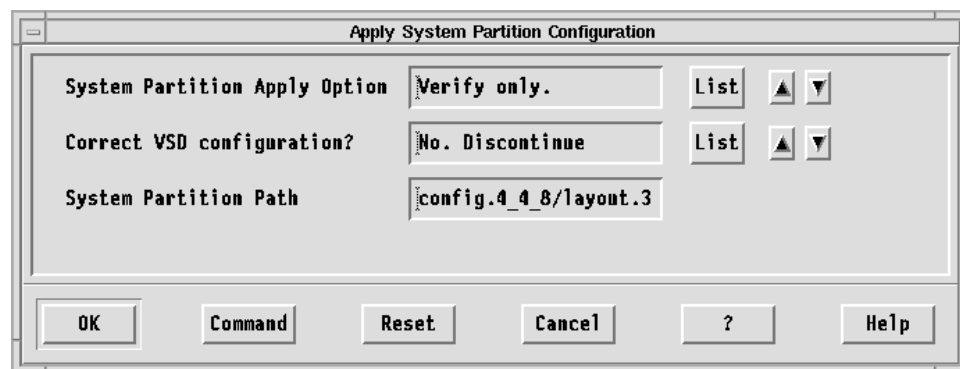 Apply System Partition Configuration
System Partition Apply Option Verify only. List
Correct VSD configuration? No. Discontinue List
System Partition Path config.4_4_8/layout.3
OK Command Reset Cancel ? Help